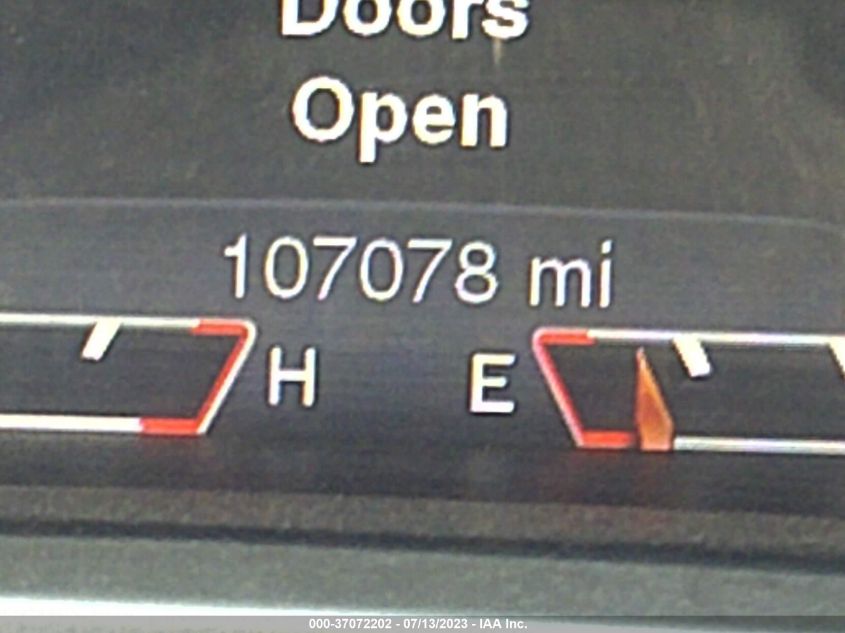 Doors
Open
107078 mi
H E
000-37072202 - 07/13/2023 - IAA Inc.